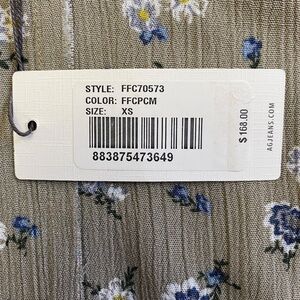 STYLE: FFC70573
COLOR: FFCPCM
SIZE: XS
883875473649
$168.00
AGJEANS.COM